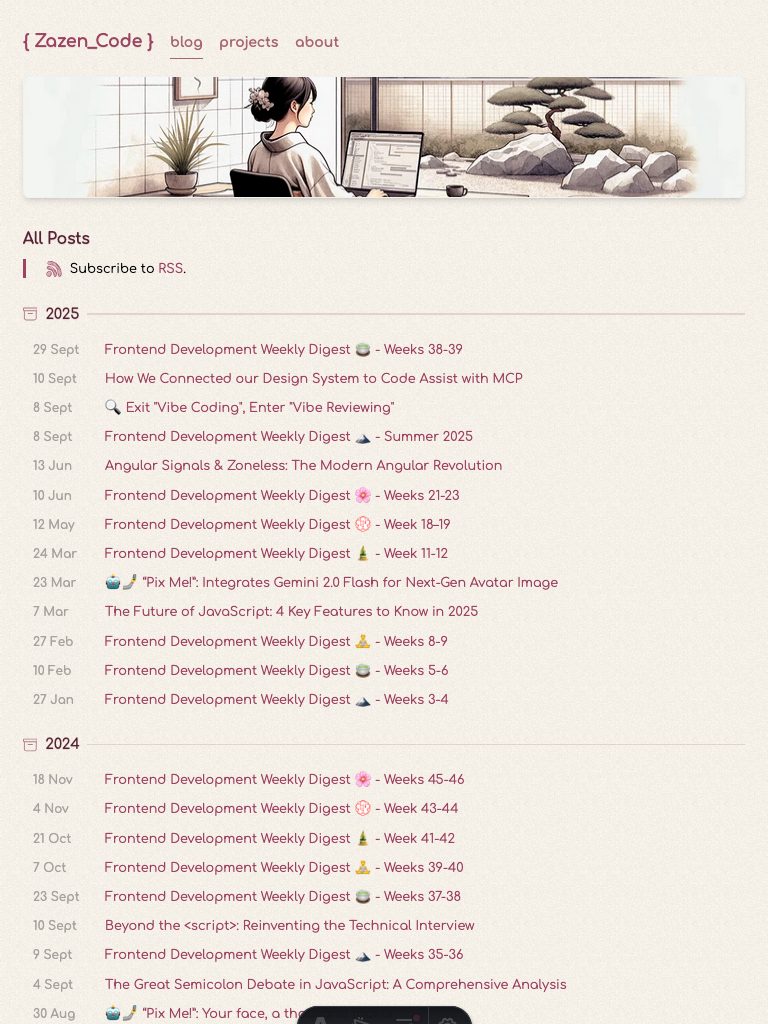 { Zazen_Code } blog projects about
All Posts
Subscribe to RSS.
2025
29 Sept Frontend Development Weekly Digest 🍵 - Weeks 38-39
10 Sept How We Connected our Design System to Code Assist with MCP
8 Sept 🔍 Exit "Vibe Coding", Enter "Vibe Reviewing"
8 Sept Frontend Development Weekly Digest 🗻 - Summer 2025
13 Jun Angular Signals & Zoneless: The Modern Angular Revolution
10 Jun Frontend Development Weekly Digest 🌸 - Weeks 21-23
12 May Frontend Development Weekly Digest 💮 - Week 18–19
24 Mar Frontend Development Weekly Digest 🎍 - Week 11-12
23 Mar 🤖🤳 “Pix Me!”: Integrates Gemini 2.0 Flash for Next-Gen Avatar Image
7 Mar The Future of JavaScript: 4 Key Features to Know in 2025
27 Feb Frontend Development Weekly Digest 🧘 - Weeks 8-9
10 Feb Frontend Development Weekly Digest 🍵 - Weeks 5-6
27 Jan Frontend Development Weekly Digest 🗻 - Weeks 3-4
2024
18 Nov Frontend Development Weekly Digest 🌸 - Weeks 45-46
4 Nov Frontend Development Weekly Digest 💮 - Week 43-44
21 Oct Frontend Development Weekly Digest 🎍 - Week 41-42
7 Oct Frontend Development Weekly Digest 🧘 - Weeks 39-40
23 Sept Frontend Development Weekly Digest 🍵 - Weeks 37-38
10 Sept Beyond the <script>: Reinventing the Technical Interview
9 Sept Frontend Development Weekly Digest 🗻 - Weeks 35-36
4 Sept The Great Semicolon Debate in JavaScript: A Comprehensive Analysis
30 Aug 🤖🤳 “Pix Me!”: Your face, a